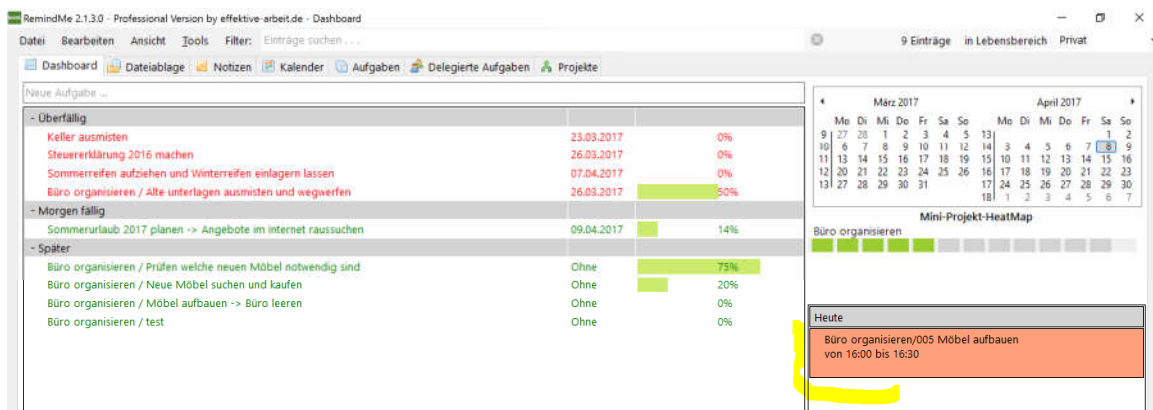 RemindMe 2.1.3.0 - Professional Version by effektive-arbeit.de - Dashboard
Datei Bearbeiten Ansicht Tools Filter: Einträge suchen . . . 9 Einträge in Lebensbereich Privat
Dashboard Dateiablage Notizen Kalender Aufgaben Delegierte Aufgaben Projekte
Neue Aufgabe ...
- Überfällig
Keller ausmisten 23.03.2017 0%
Steuererklärung 2016 machen 26.03.2017 0%
Sommerreifen aufziehen und Winterreifen einlagern lassen 07.04.2017 0%
Büro organisieren / Alte unterlagen ausmisten und wegwerfen 26.03.2017 50%
- Morgen fällig
Sommerurlaub 2017 planen -> Angebote im Internet raussuchen 09.04.2017 14%
- Später
Büro organisieren / Prüfen welche neuen Möbel notwendig sind Ohne 75%
Büro organisieren / Neue Möbel suchen und kaufen Ohne 20%
Büro organisieren / Möbel aufbauen -> Büro leeren Ohne 0%
Büro organisieren / test Ohne 0%
März 2017 April 2017
Mo Di Mi Do Fr Sa So Mo Di Mi Do Fr Sa So
9 27 28 1 2 3 4 5 13 1 2
10 6 7 8 9 10 11 12 14 3 4 5 6 7 8 9
11 13 14 15 16 17 18 19 15 10 11 12 13 14 15 16
12 20 21 22 23 24 25 26 16 17 18 19 20 21 22 23
13 27 28 29 30 31 17 24 25 26 27 28 29 30
18 1 2 3 4 5 6 7
Mini-Projekt-HeatMap
Büro organisieren
Heute
Büro organisieren/005 Möbel aufbauen
von 16:00 bis 16:30